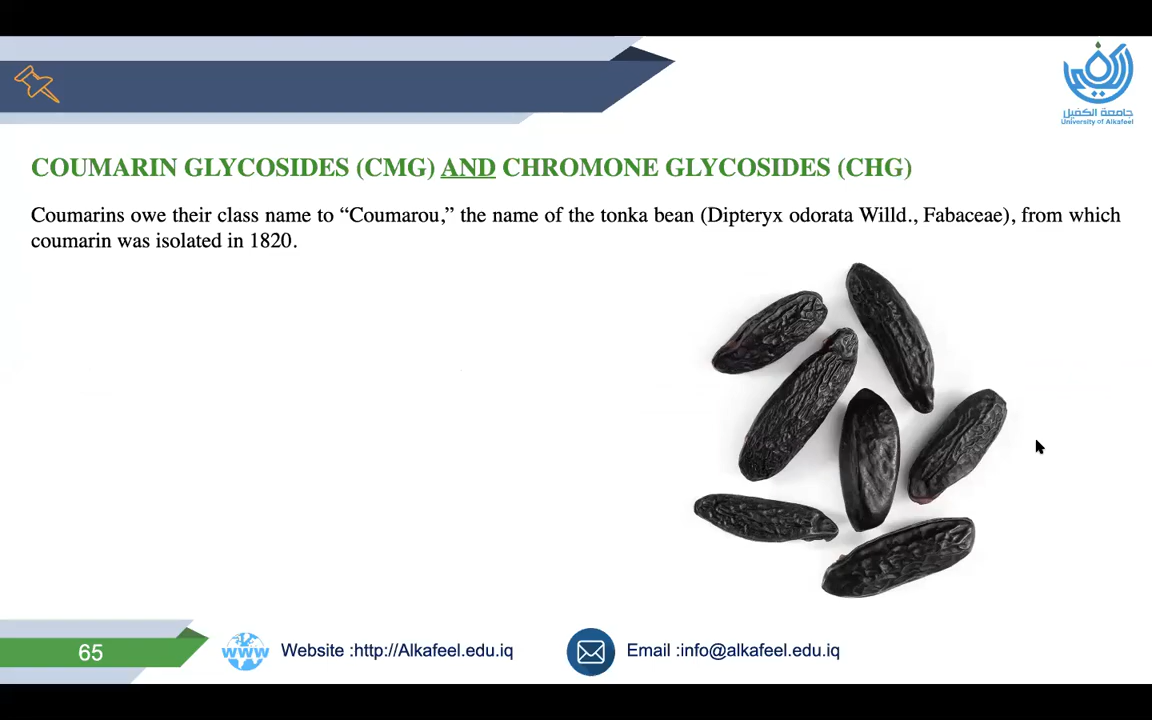 جامعة الكفيل
University of Alkafeel
COUMARIN GLYCOSIDES (CMG) AND CHROMONE GLYCOSIDES (CHG)
Coumarins owe their class name to “Coumarou,” the name of the tonka bean (Dipteryx odorata Willd., Fabaceae), from which
coumarin was isolated in 1820.
65
www
Website :http://Alkafeel.edu.iq
Email :info@alkafeel.edu.iq